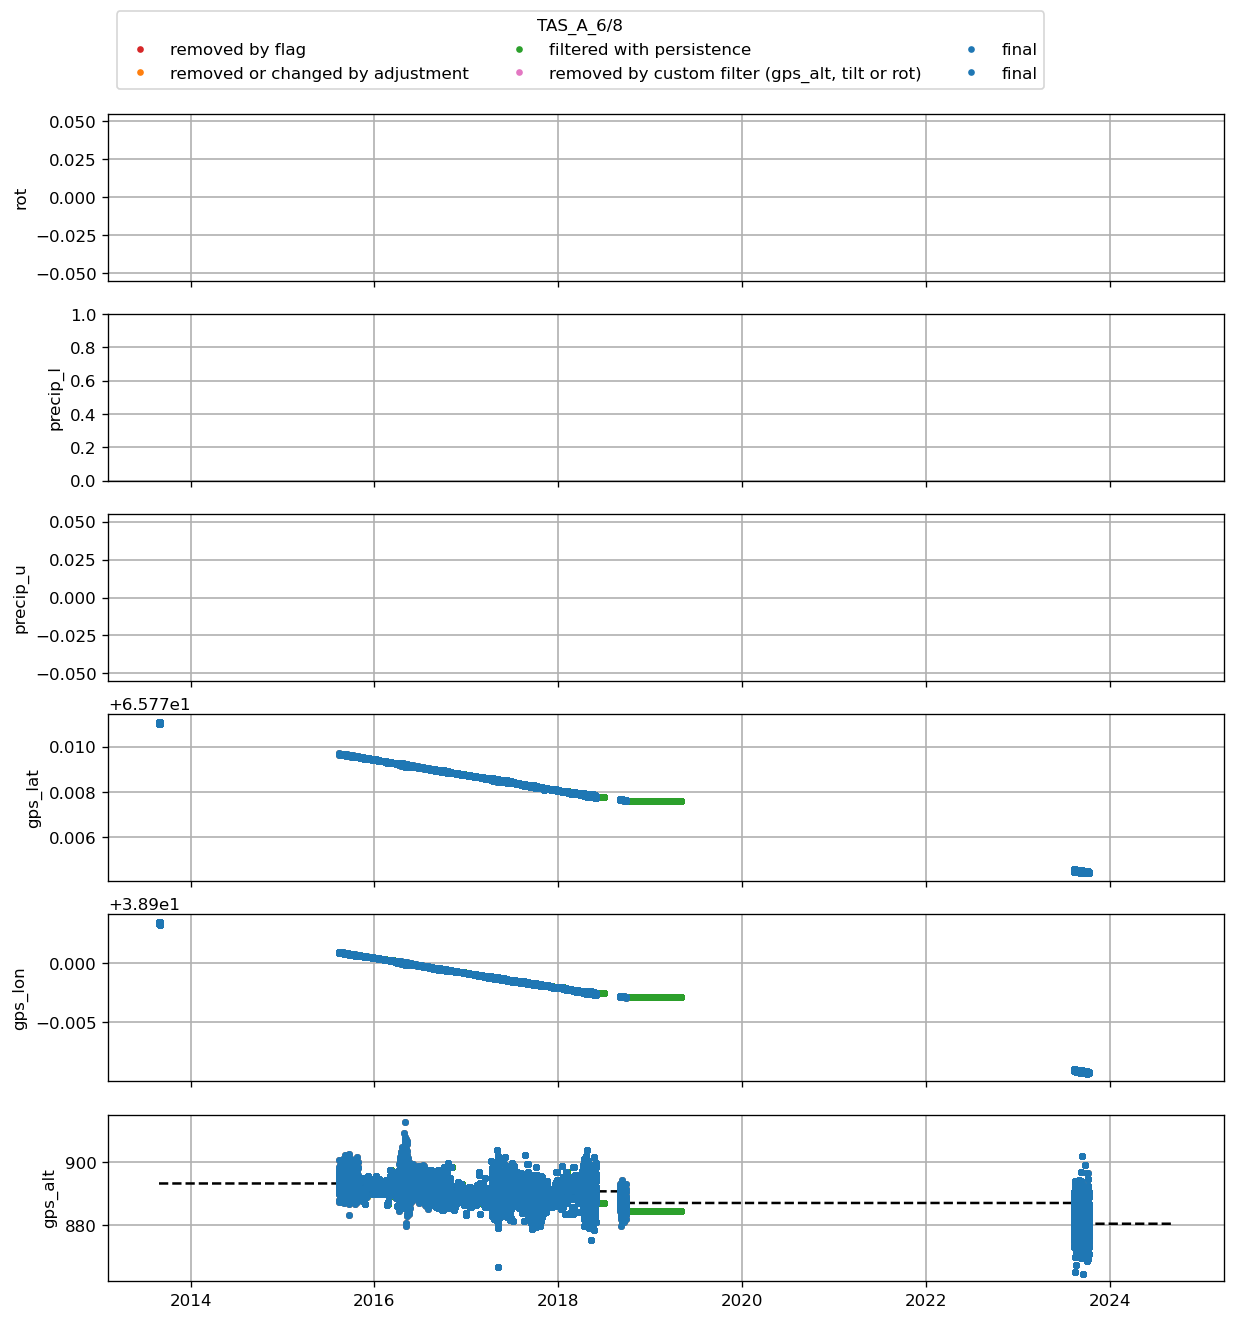 TAS_A_6/8
removed by flag
filtered with persistence
final
removed or changed by adjustment
removed by custom filter (gps_alt, tilt or rot)
final
0.050
0.025
0.000
−0.025
−0.050
rot
1.0
0.8
0.6
0.4
0.2
0.0
precip_l
0.050
0.025
0.000
−0.025
−0.050
precip_u
+6.577e1
0.010
0.008
0.006
gps_lat
+3.89e1
0.000
−0.005
gps_lon
900
880
gps_alt
2014 2016 2018 2020 2022 2024